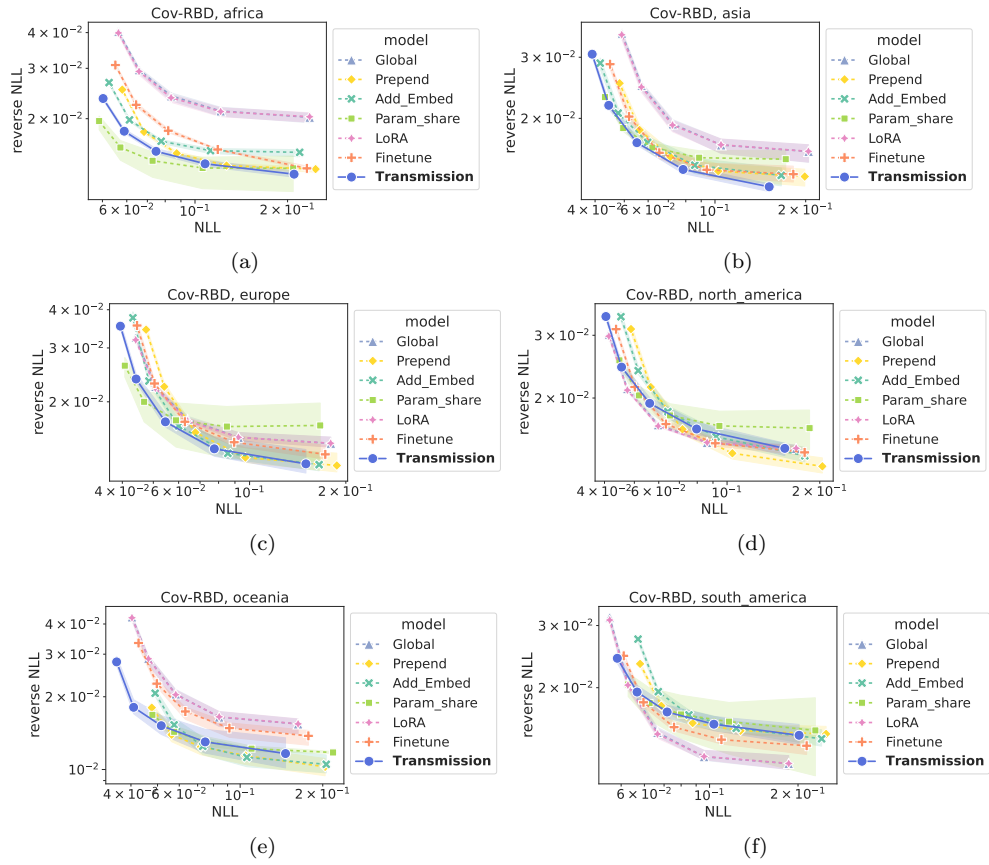 Cov-RBD, africa
reverse NLL
4 × 10⁻²
3 × 10⁻²
2 × 10⁻²
6 × 10⁻²
10⁻¹
2 × 10⁻¹
NLL
model
Global
Prepend
Add_Embed
Param_share
LoRA
Finetune
Transmission
(a)
Cov-RBD, asia
reverse NLL
3 × 10⁻²
2 × 10⁻²
4 × 10⁻²
6 × 10⁻²
10⁻¹
2 × 10⁻¹
NLL
model
Global
Prepend
Add_Embed
Param_share
LoRA
Finetune
Transmission
(b)
Cov-RBD, europe
reverse NLL
4 × 10⁻²
3 × 10⁻²
2 × 10⁻²
4 × 10⁻²
6 × 10⁻²
10⁻¹
2 × 10⁻¹
NLL
model
Global
Prepend
Add_Embed
Param_share
LoRA
Finetune
Transmission
(c)
Cov-RBD, north_america
reverse NLL
3 × 10⁻²
2 × 10⁻²
4 × 10⁻²
6 × 10⁻²
10⁻¹
2 × 10⁻¹
NLL
model
Global
Prepend
Add_Embed
Param_share
LoRA
Finetune
Transmission
(d)
Cov-RBD, oceania
reverse NLL
4 × 10⁻²
3 × 10⁻²
2 × 10⁻²
10⁻²
4 × 10⁻²
6 × 10⁻²
10⁻¹
2 × 10⁻¹
NLL
model
Global
Prepend
Add_Embed
Param_share
LoRA
Finetune
Transmission
(e)
Cov-RBD, south_america
reverse NLL
3 × 10⁻²
2 × 10⁻²
6 × 10⁻²
10⁻¹
2 × 10⁻¹
NLL
model
Global
Prepend
Add_Embed
Param_share
LoRA
Finetune
Transmission
(f)